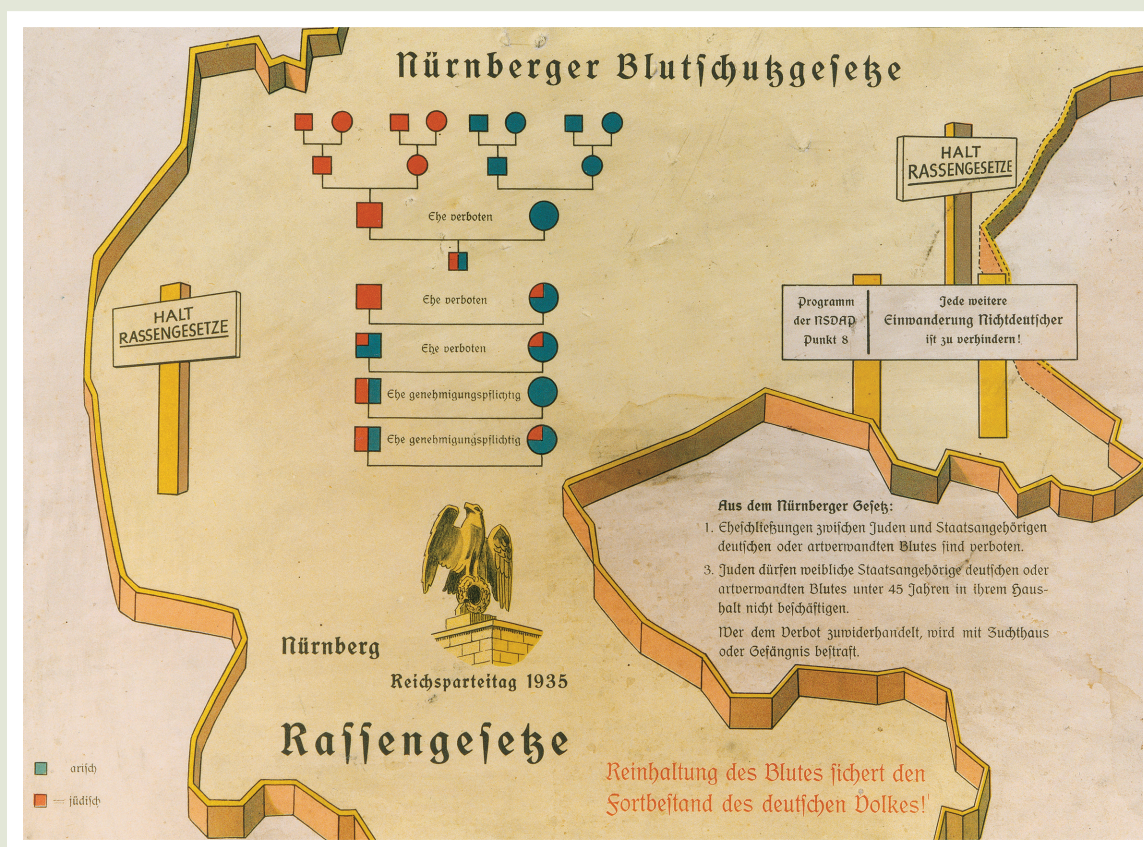 Nürnberger Blutschutzgesetze
HALT
RASSENGESETZE
Ehe verboten
Ehe verboten
Ehe verboten
Ehe genehmigungspflichtig
Ehe genehmigungspflichtig
HALT
RASSENGESETZE
Programm
der NSDAP
Punkt 8
Jede weitere
Einwanderung Nichtdeutscher
ist zu verhindern!
Aus dem Nürnberger Gesetz:
1. Eheschließungen zwischen Juden und Staatsangehörigen
deutschen oder artverwandten Blutes sind verboten.
3. Juden dürfen weibliche Staatsangehörige deutschen oder
artverwandten Blutes unter 45 Jahren in ihrem Haus-
halt nicht beschäftigen.
Wer dem Verbot zuwiderhandelt, wird mit Zuchthaus
oder Gefängnis bestraft.
Nürnberg
Reichsparteitag 1935
Rassengesetze
arisch
jüdisch
Reinhaltung des Blutes sichert den
Fortbestand des deutschen Volkes!